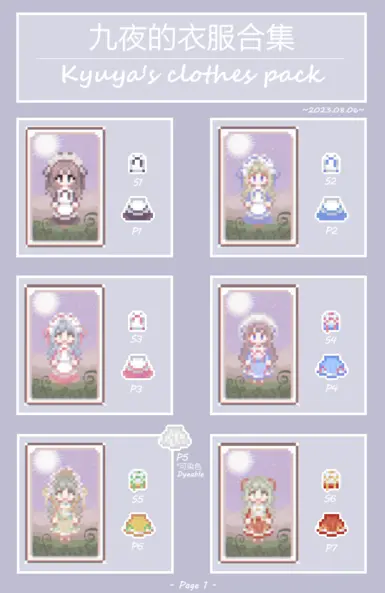 九夜的衣服合集
Kyuya's clothes pack
~2023.08.06~
S1
P1
S2
P2
S3
P3
S4
P4
P5
*可染色
Dyeable
S5
P6
S6
P7
- Page 1 -